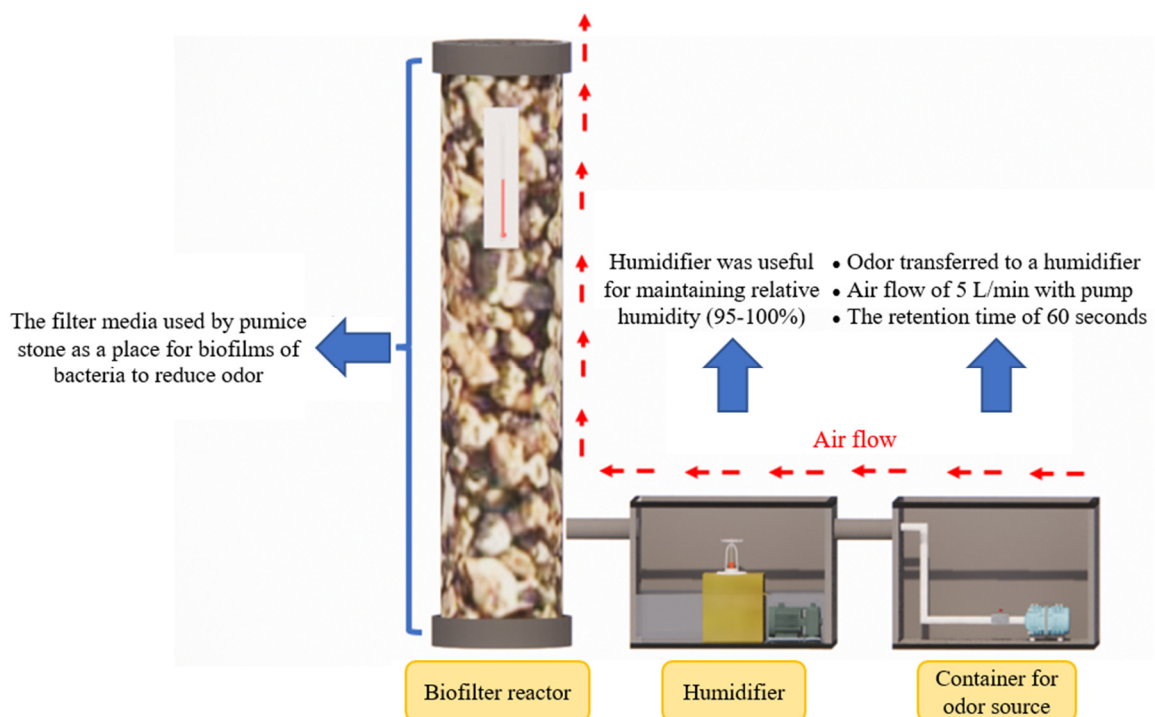 The filter media used by pumice
stone as a place for biofilms of
bacteria to reduce odor
Humidifier was useful
for maintaining relative
humidity (95-100%)
• Odor transferred to a humidifier
• Air flow of 5 L/min with pump
• The retention time of 60 seconds
Air flow
Biofilter reactor
Humidifier
Container for
odor source